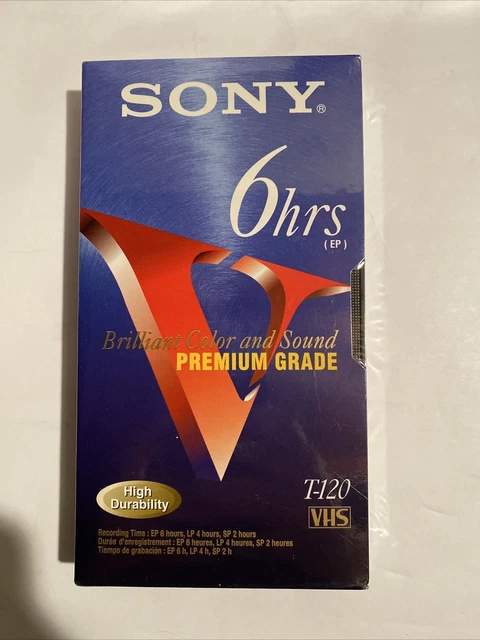 SONY®
6hrs
(EP)
Brilliant Color and Sound
PREMIUM GRADE
High
Durability
T-120
VHS
Recording Time : EP 6 hours, LP 4 hours, SP 2 hours
Durée d'enregistrement : EP 6 heures, LP 4 heures, SP 2 heures
Tiémpo de grabación : EP 6 h, LP 4 h, SP 2 h